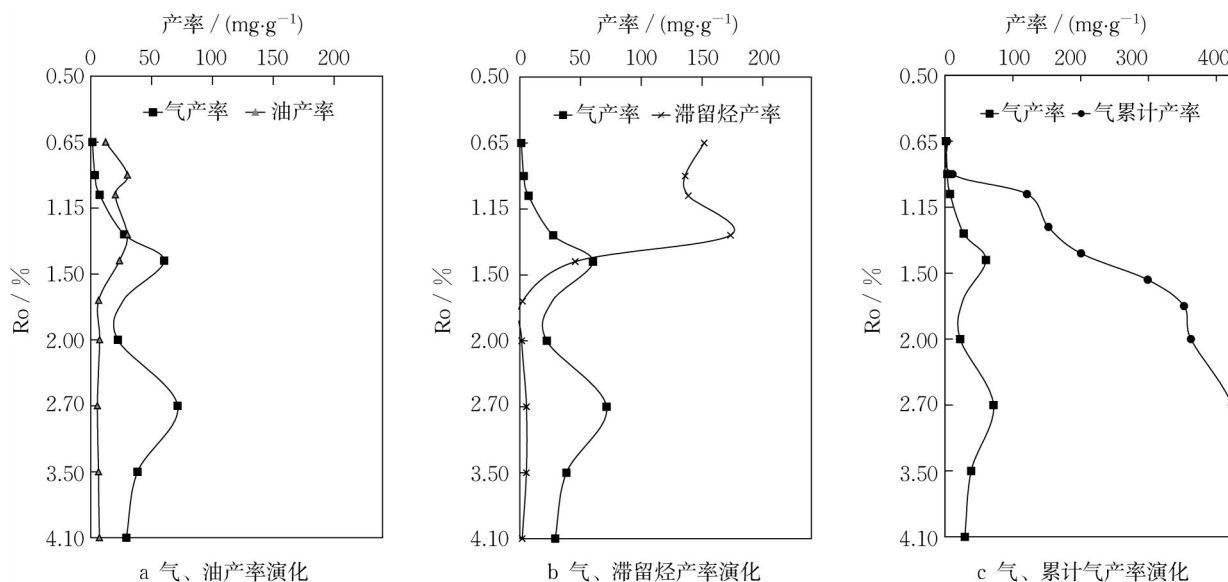 产率 / (mg·g⁻¹)
0 50 100 150 200
0.50
气产率 油产率
0.65
1.15
1.50
2.00
2.70
3.50
4.10
Ro / %
a 气、油产率演化
产率 / (mg·g⁻¹)
0 50 100 150 200
0.50
气产率 滞留烃产率
0.65
1.15
1.50
2.00
2.70
3.50
4.10
Ro / %
b 气、滞留烃产率演化
产率 / (mg·g⁻¹)
0 100 200 300 400
0.50
气产率 气累计产率
0.65
1.15
1.50
2.00
2.70
3.50
4.10
Ro / %
c 气、累计气产率演化